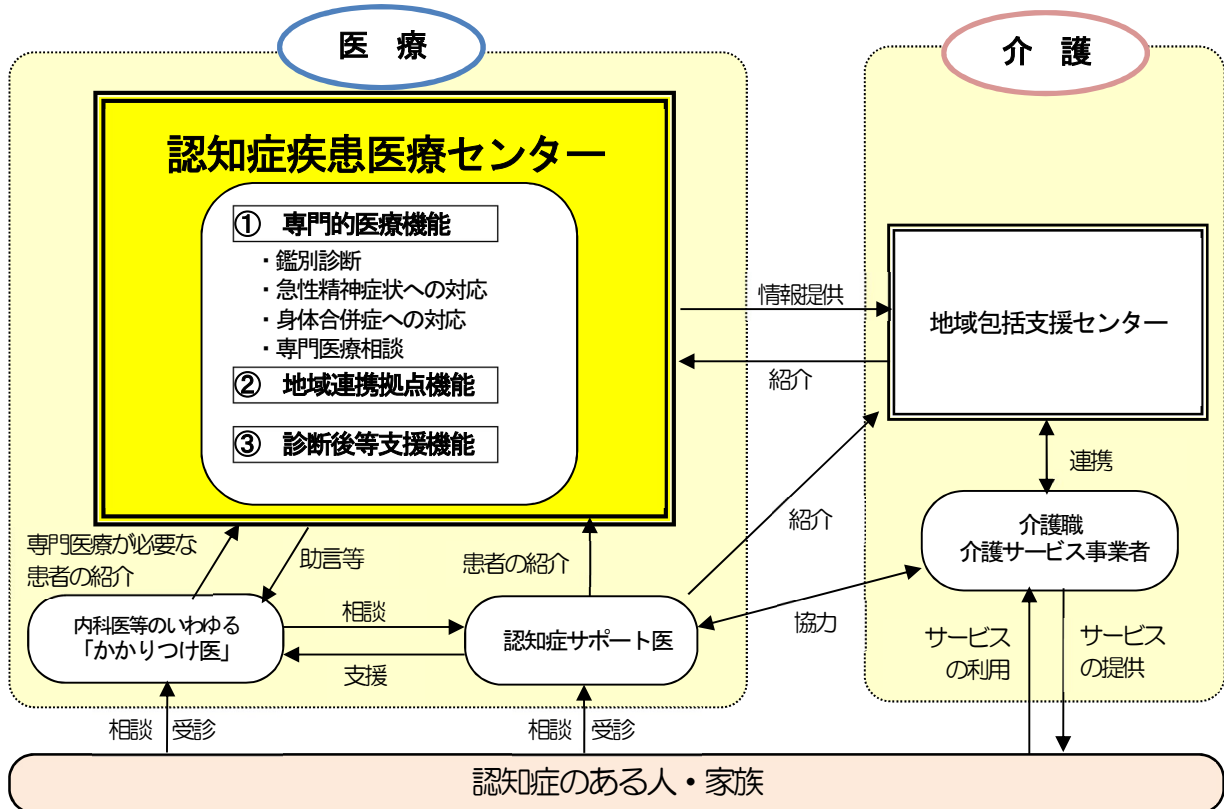 医 療
介 護
認知症疾患医療センター
① 専門的医療機能
・鑑別診断
・急性精神症状への対応
・身体合併症への対応
・専門医療相談
② 地域連携拠点機能
③ 診断後等支援機能
情報提供
紹介
地域包括支援センター
連携
介護職
介護サービス事業者
専門医療が必要な
患者の紹介
助言等
患者の紹介
紹介
内科医等のいわゆる
「かかりつけ医」
相談
支援
認知症サポート医
協力
サービス
の利用
サービス
の提供
相談 受診
相談 受診
認知症のある人・家族